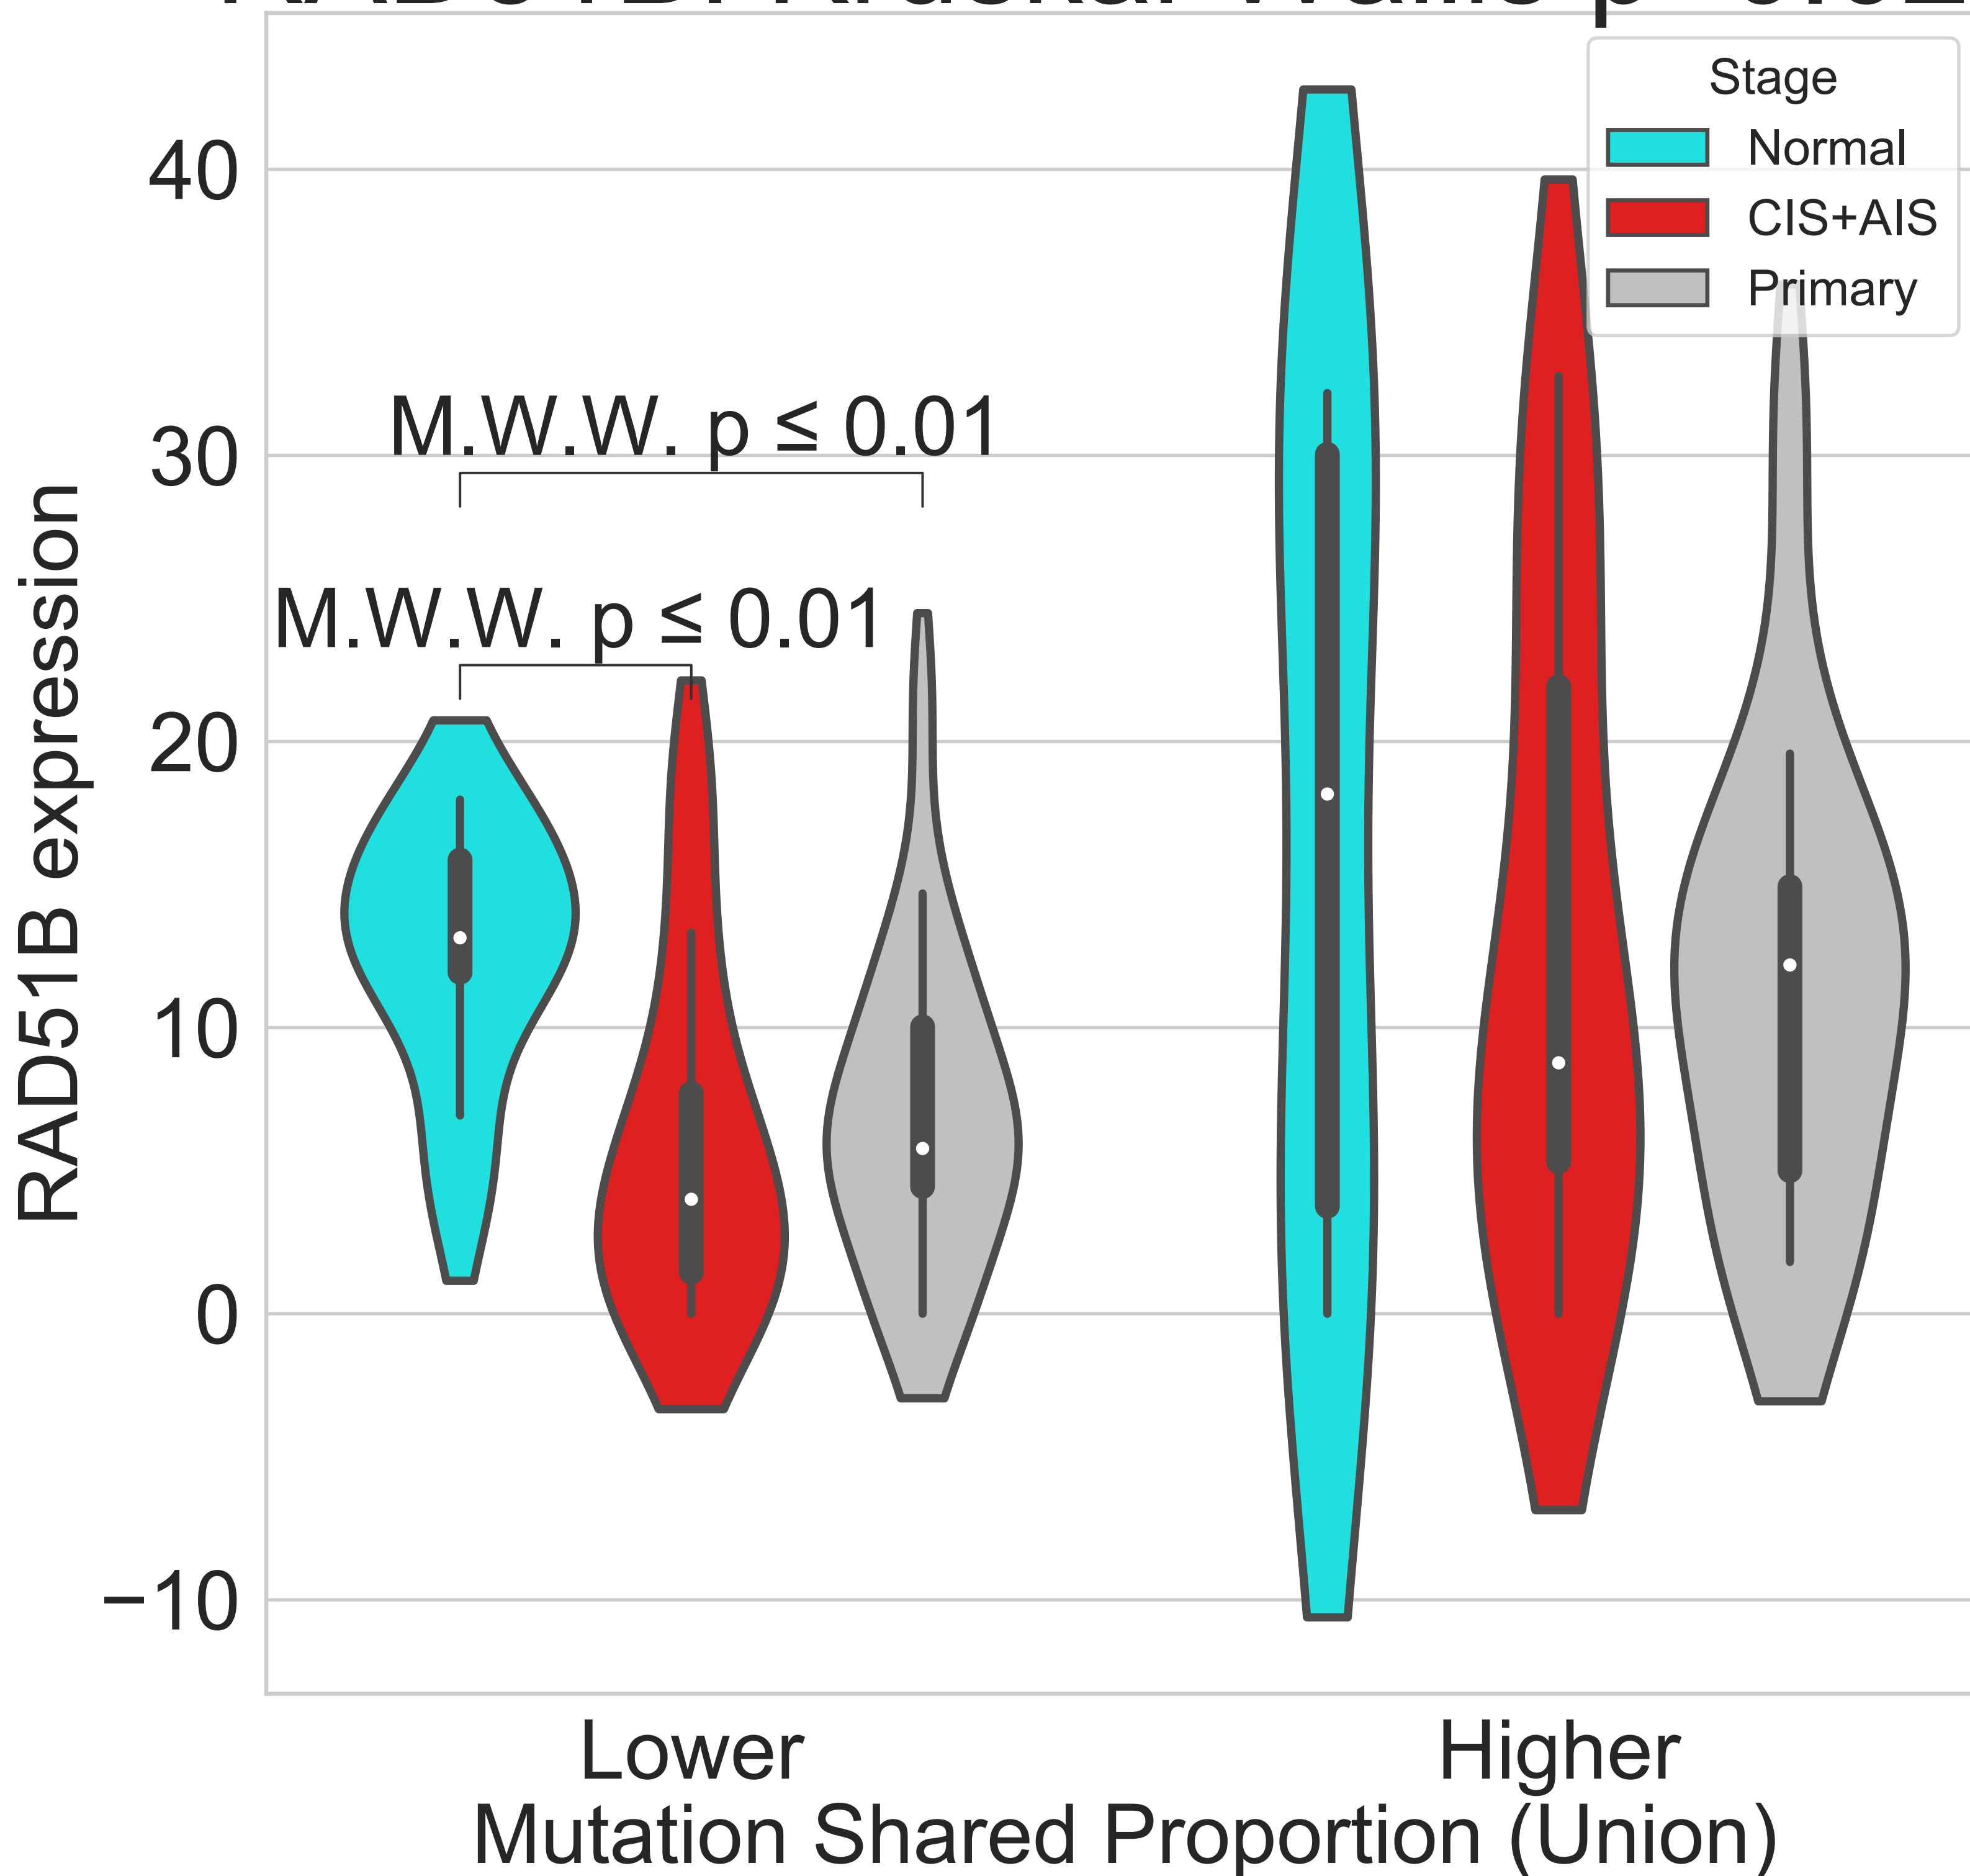 Stage
Normal
CIS+AIS
Primary
40
30
20
10
0
−10
RAD51B expression
M.W.W. p ≤ 0.01
M.W.W. p ≤ 0.01
Lower
Higher
Mutation Shared Proportion (Union)